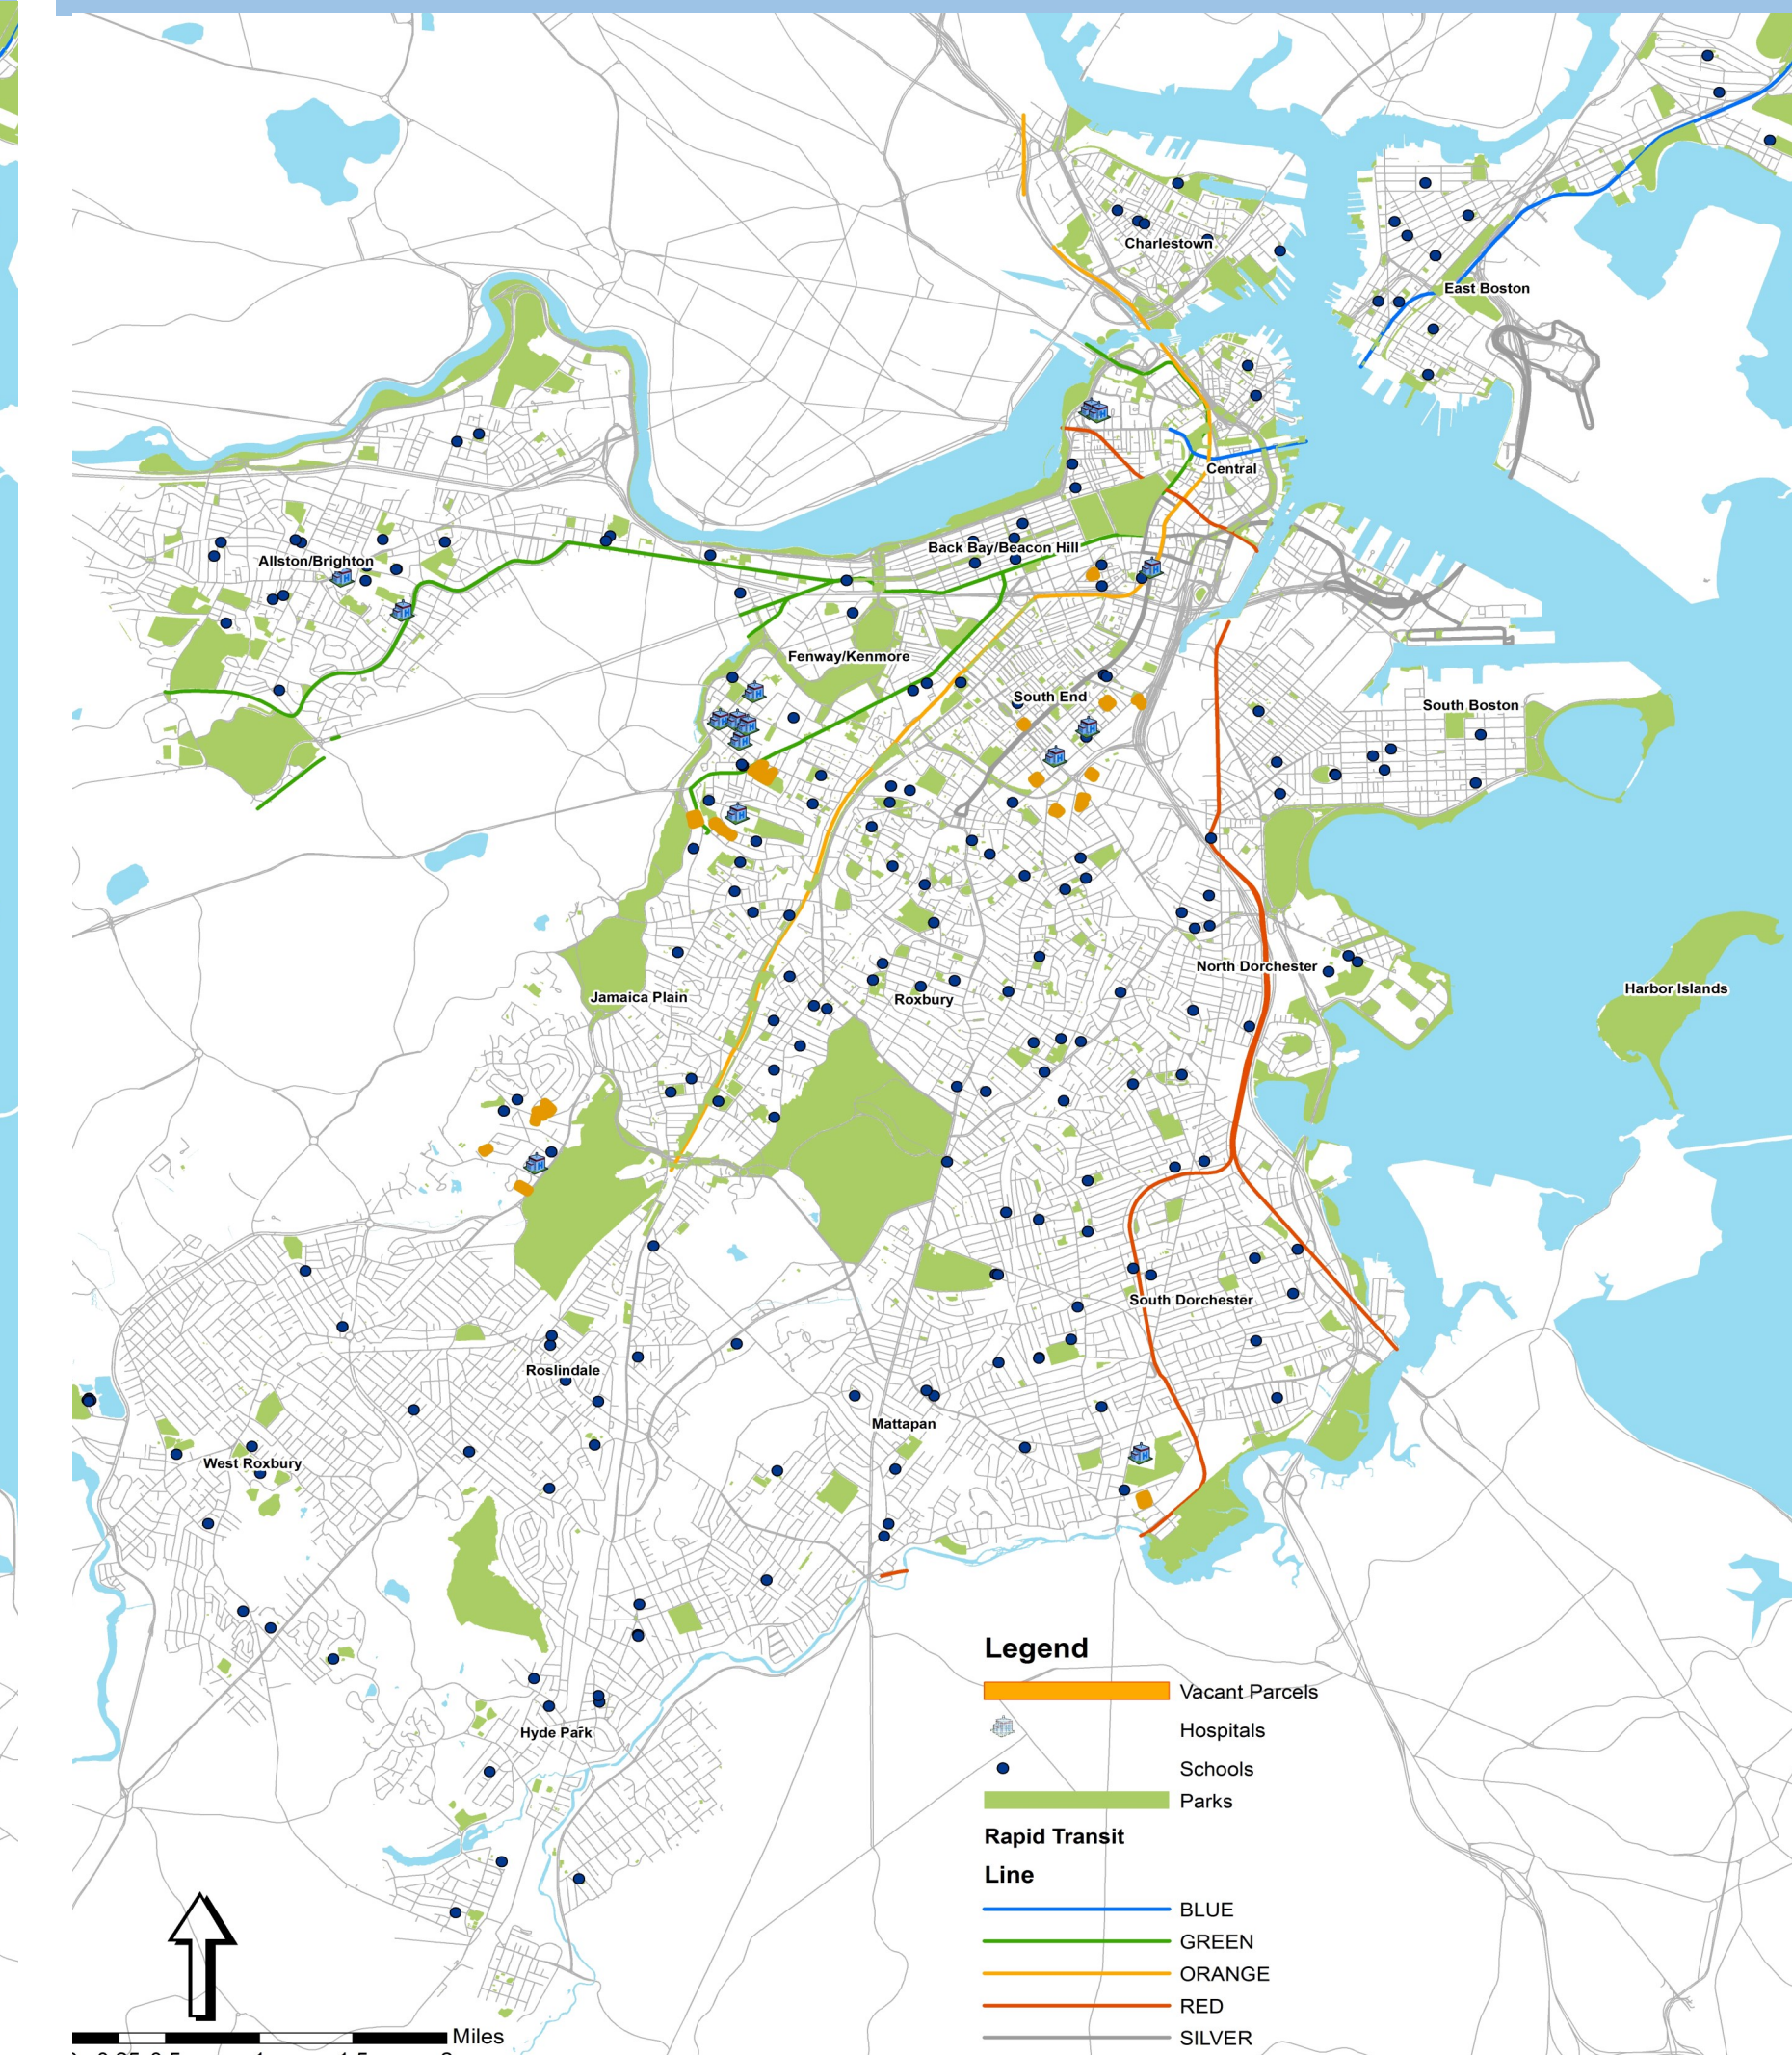 Charlestown
East Boston
Central
Back Bay/Beacon Hill
Allston/Brighton
Fenway/Kenmore
South End
South Boston
North Dorchester
Harbor Islands
Jamaica Plain
Roxbury
South Dorchester
Roslindale
Mattapan
West Roxbury
Hyde Park
Legend
Vacant Parcels
Hospitals
Schools
Parks
Rapid Transit
Line
BLUE
GREEN
ORANGE
RED
SILVER
Miles